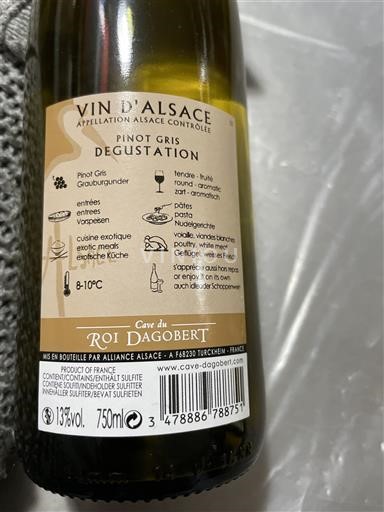 VIN D'ALSACE
APPELLATION ALSACE CONTRÔLÉE
PINOT GRIS
DEGUSTATION
Pinot Gris
Grauburgunder
tendre - fruité
round - aromatic
zart - aromatisch
entrées
entrees
Vorspeisen
pâtes
pasta
Nudelgerichte
cuisine exotique
exotic meals
exotische Küche
volaille, viandes blanches
poultry, white meat
Geflügel, weisses Fleisch
8-10°C
s'apprécie aussi hors repas
or enjoy it on its own
auch idealer Schoppenwein
Cave du
ROI DAGOBERT
MIS EN BOUTEILLE PAR ALLIANCE ALSACE - A F68230 TURCKHEIM - FRANCE
PRODUCT OF FRANCE
CONTIENT/CONTAINS/ENTHÄLT SULFITE
CONTIENE SOLFITI/INDEHOLDER SULFITTER
INNEHÅLLER SULFITER/BEVAT SULFIETEN
13%vol. 750ml e
www.cave-dagobert.com
3 478886 788751